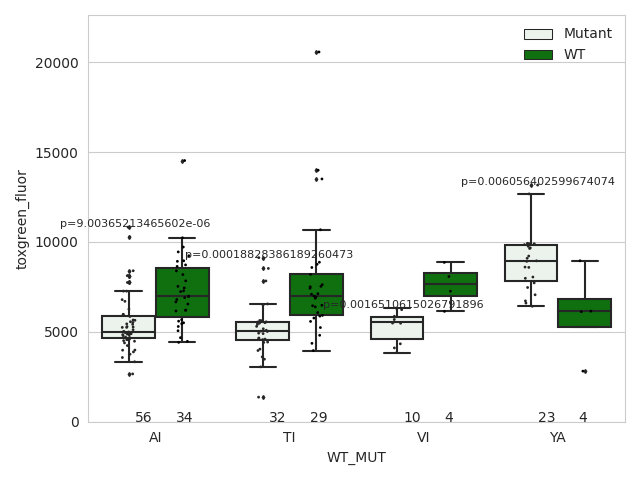 Mutant
WT
20000
15000
10000
5000
0
toxgreen_fluor
p=9.00365213465602e-06
p=0.00018828386189260473
p=0.0016510615026791896
p=0.006056402599674074
56 34 32 29 10 4 23 4
AI TI VI YA
WT_MUT